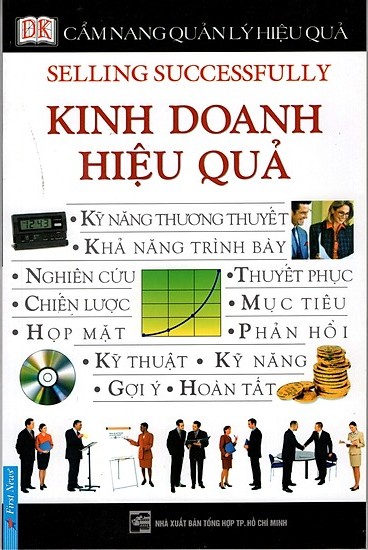 DK
CẨM NANG QUẢN LÝ HIỆU QUẢ
SELLING SUCCESSFULLY
KINH DOANH
HIỆU QUẢ
12:43
• KỸ NĂNG THƯƠNG THUYẾT
• KHẢ NĂNG TRÌNH BÀY
• NGHIÊN CỨU • THUYẾT PHỤC
• CHIẾN LƯỢC • MỤC TIÊU
• HỌP MẶT • PHẢN HỒI
• KỸ THUẬT • KỸ NĂNG
• GỢI Ý • HOÀN TẤT
First News
NHÀ XUẤT BẢN TỔNG HỢP TP. HỒ CHÍ MINH